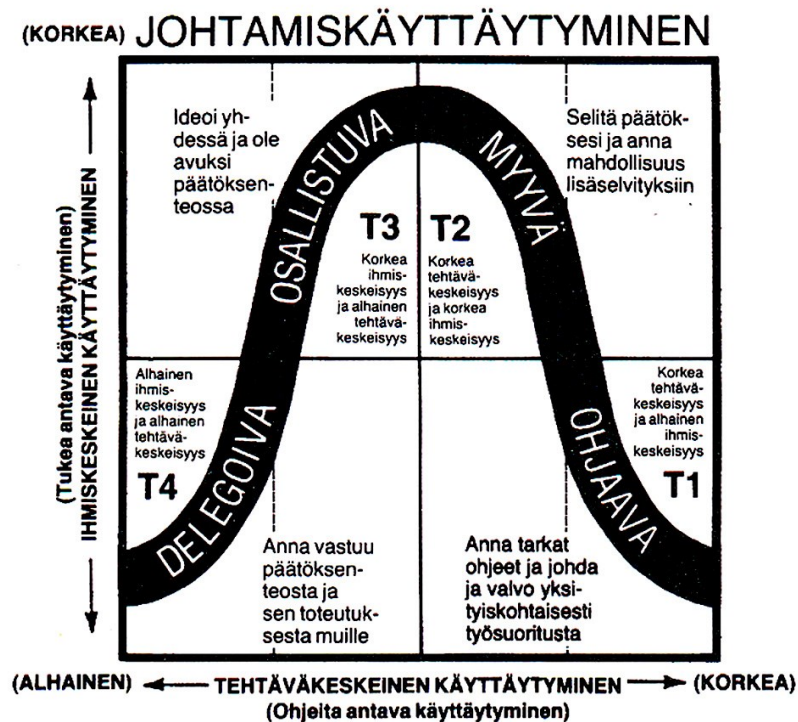 (KORKEA) JOHTAMISKÄYTTÄYTYMINEN
Ideoi yh-
dessä ja ole
avuksi
päätöksen-
teossa
OSALLISTUVA
MYYVÄ
Selitä päätök-
sesi ja anna
mahdollisuus
lisäselvityksiin
T3
Korkea
ihmis-
keskeisyys
ja alhainen
tehtävä-
keskeisyys
T2
Korkea
tehtävä-
keskeisyys
ja korkea
ihmis-
keskeisyys
(Tukea antava käyttäytyminen)
IHMISKESKEINEN KÄYTTÄYTYMINEN
Alhainen
ihmis-
keskeisyys
ja alhainen
tehtävä-
keskeisyys
T4
DELEGOIVA
OHJAAVA
Korkea
tehtävä-
keskeisyys
ja alhainen
ihmis-
keskeisyys
T1
Anna vastuu
päätöksen-
teosta ja
sen toteutuk-
sesta muille
Anna tarkat
ohjeet ja johda
ja valvo yksi-
tyiskohtaisesti
työsuoritusta
(ALHAINEN) TEHTÄVÄKESKEINEN KÄYTTÄYTYMINEN (KORKEA)
(Ohjeita antava käyttäytyminen)